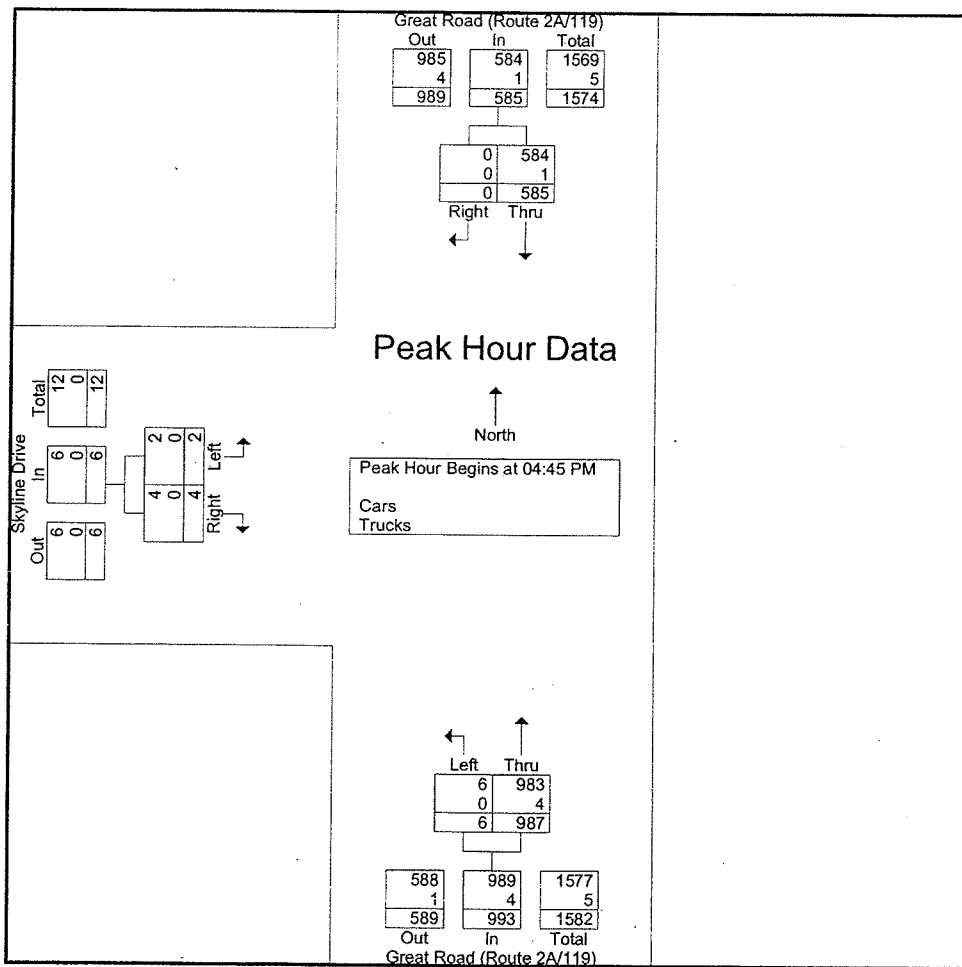 Great Road (Route 2A/119)
Out In Total
985 584 1569
4 1 5
989 585 1574
0 584
0 1
0 585
Right Thru
Peak Hour Data
North
Peak Hour Begins at 04:45 PM
Cars
Trucks
Skyline Drive
Out In Total
6 6 12
0 0 0
6 6 12
4 2
0 0
4 2
Right Left
Left Thru
6 983
0 4
6 987
588 989 1577
1 4 5
589 993 1582
Out In Total
Great Road (Route 2A/119)